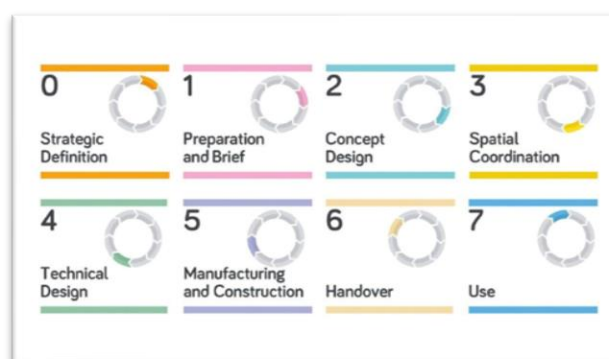 0
Strategic
Definition
1
Preparation
and Brief
2
Concept
Design
3
Spatial
Coordination
4
Technical
Design
5
Manufacturing
and Construction
6
Handover
7
Use